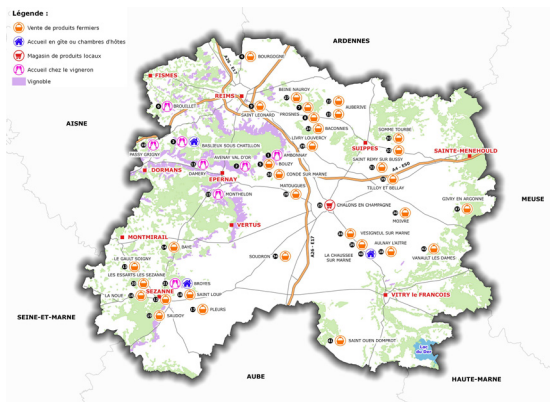 Légende :
Vente de produits fermiers
Accueil en gîte ou chambres d'hôtes
Magasin de produits locaux
Accueil chez le vigneron
Vignoble
ARDENNES
A26 - E17
BOURGOGNE
FISMES
REIMS
BEINE NAUROY
AUBERIVE
BROUILLET
SAINT LEONARD
PROSNES
BACONNES
SOMME TOURBE
AISNE
LIVRY LOUVERCY
SUIPPES
SAINTE-MENEHOULD
BASLIEUX SOUS CHATILLON
PASSY GRIGNY
AVENAY VAL D'OR
AMBONNAY
SAINT REMY SUR BUSSY
A4 - E50
DORMANS
DAMERY
BOUZY
EPERNAY
CONDE SUR MARNE
TILLOY ET BELLAY
MONTHELON
MATOUGUES
MEUSE
GIVRY EN ARGONNE
CHALONS EN CHAMPAGNE
MOIVRE
VERTUS
MONTMIRAIL
VESIGNEUL SUR MARNE
BAYE
AULNAY L'AITRE
SOUDRON
A26 - E17
LA CHAUSSEE
SUR MARNE
VANAULT LES DAMES
LE GAULT SOIGNY
LES ESSARTS LES SEZANNE
BROYES
SEZANNE
LA NOUE
SAINT LOUP
VITRY le FRANCOIS
PLEURS
SEINE-ET-MARNE
SAUDOY
SAINT OUEN DOMPROT
Lac
du Der
AUBE
HAUTE-MARNE